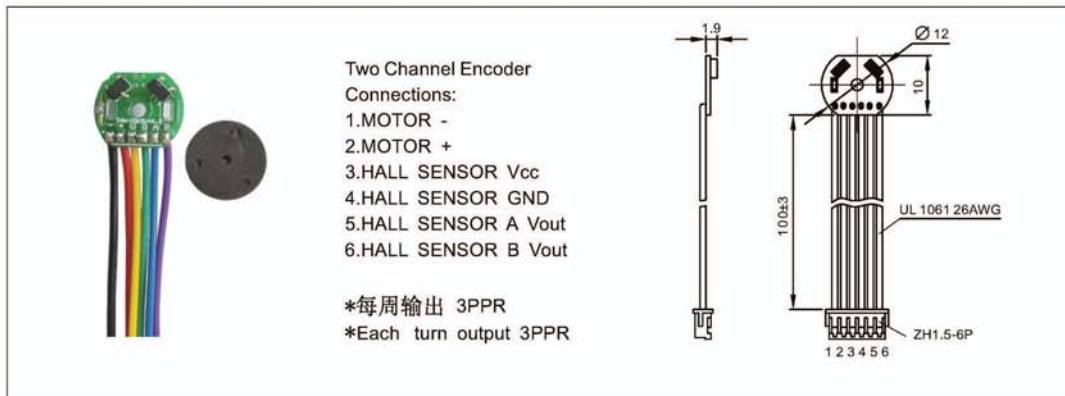 Two Channel Encoder
Connections:
1.MOTOR -
2.MOTOR +
3.HALL SENSOR Vcc
4.HALL SENSOR GND
5.HALL SENSOR A Vout
6.HALL SENSOR B Vout
*每周输出 3PPR
*Each turn output 3PPR
1.9
Ø 12
10
100±3
UL 1061 26AWG
ZH1.5-6P
1 2 3 4 5 6